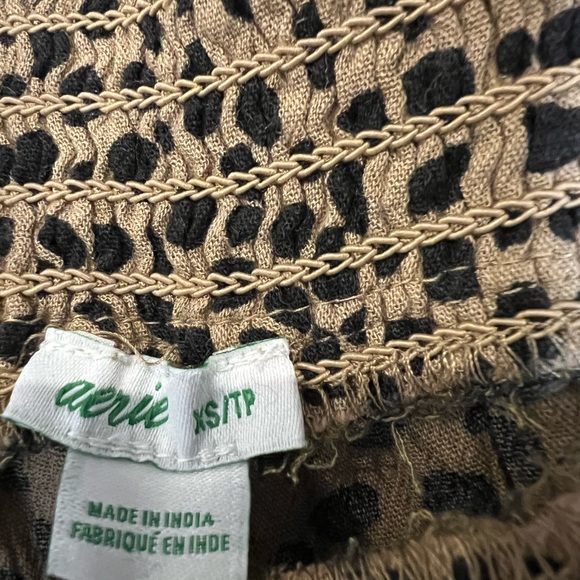 aerie XS/TP
MADE IN INDIA
FABRIQUÉ EN INDE